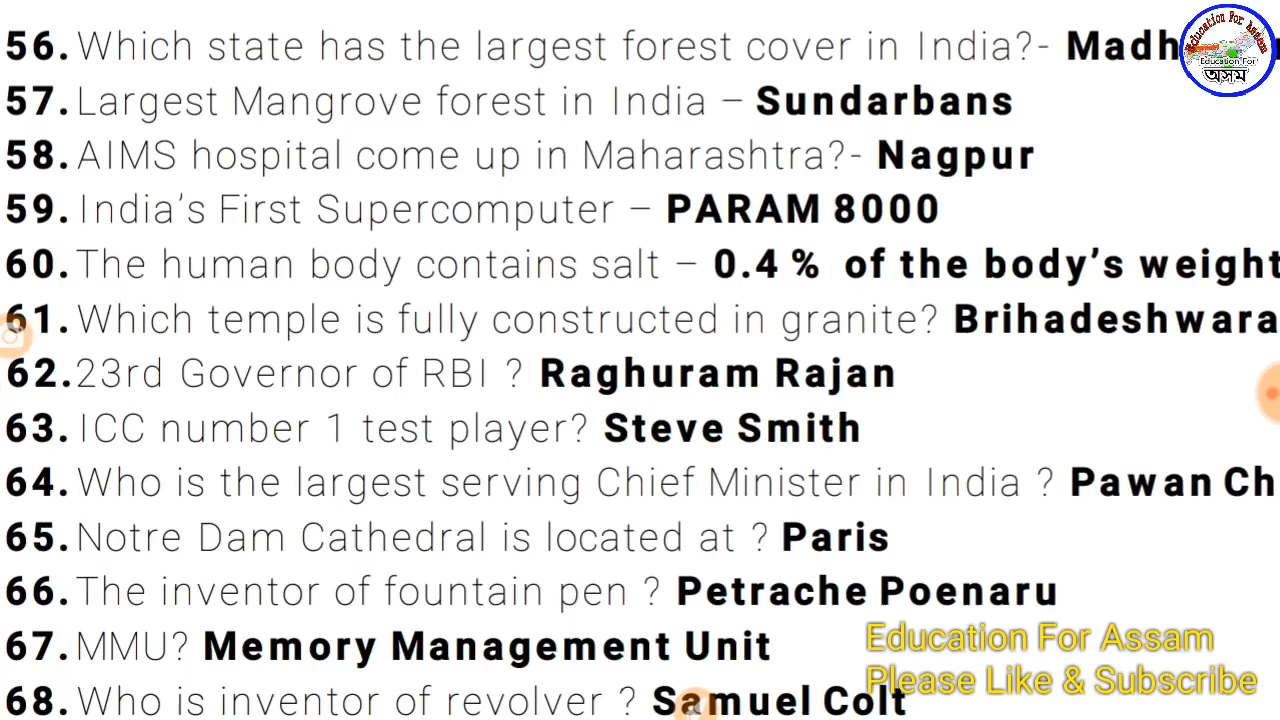 56. Which state has the largest forest cover in India?- Madh
57. Largest Mangrove forest in India – Sundarbans
58. AIMS hospital come up in Maharashtra?- Nagpur
59. India's First Supercomputer – PARAM 8000
60. The human body contains salt – 0.4 % of the body's weight
61. Which temple is fully constructed in granite? Brihadeshwara
62. 23rd Governor of RBI ? Raghuram Rajan
63. ICC number 1 test player? Steve Smith
64. Who is the largest serving Chief Minister in India ? Pawan Ch
65. Notre Dam Cathedral is located at ? Paris
66. The inventor of fountain pen ? Petrache Poenaru
67. MMU? Memory Management Unit
68. Who is inventor of revolver ? Samuel Colt
Education For Assam
Education For
অসম
Education For Assam
Please Like & Subscribe